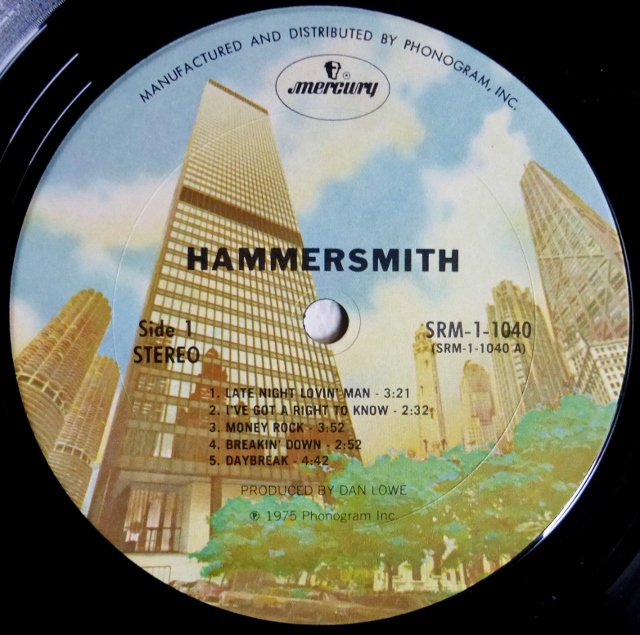 MANUFACTURED AND DISTRIBUTED BY PHONOGRAM, INC.
mercury
HAMMERSMITH
Side 1
STEREO
SRM-1-1040
(SRM-1-1040 A)
1. LATE NIGHT LOVIN' MAN - 3:21
2. I'VE GOT A RIGHT TO KNOW - 2:32
3. MONEY ROCK - 3:52
4. BREAKIN' DOWN - 2:52
5. DAYBREAK - 4:42
PRODUCED BY DAN LOWE
℗ 1975 Phonogram Inc.